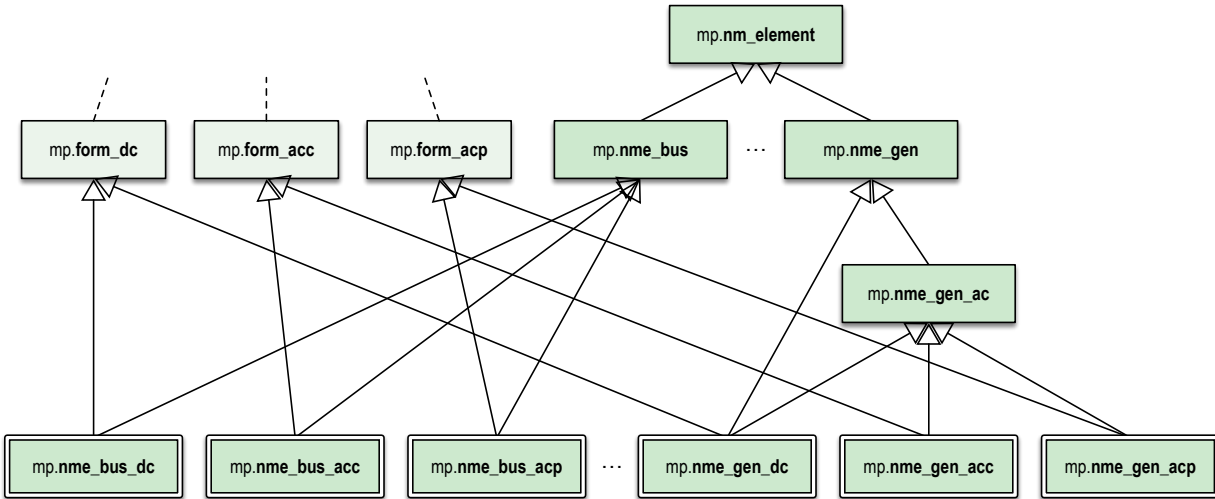 mp.nm_element
mp.form_dc
mp.form_acc
mp.form_acp
mp.nme_bus
...
mp.nme_gen
mp.nme_gen_ac
mp.nme_bus_dc
mp.nme_bus_acc
mp.nme_bus_acp
...
mp.nme_gen_dc
mp.nme_gen_acc
mp.nme_gen_acp